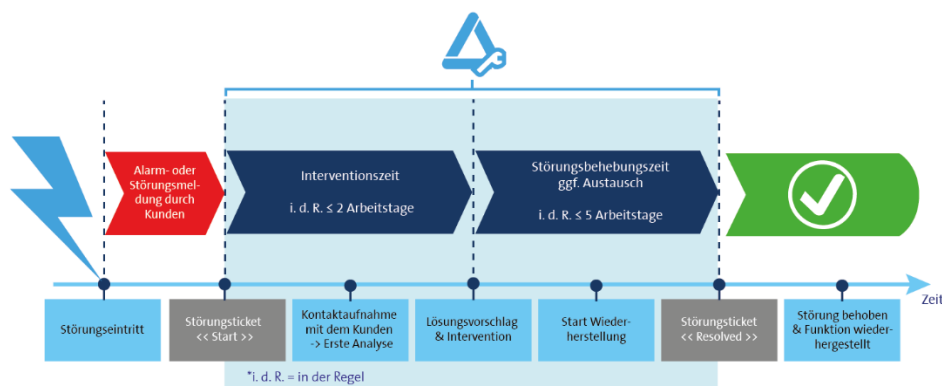 Alarm- oder
Störungsmel-
dung durch
Kunden
Interventionszeit
i. d. R. ≤ 2 Arbeitstage
Störungsbehebungszeit
ggf. Austausch
i. d. R. ≤ 5 Arbeitstage
Zeit
Störungseintritt
Störungsticket
<< Start >>
Kontaktaufnahme
mit dem Kunden
-> Erste Analyse
Lösungsvorschlag
& Intervention
Start Wieder-
herstellung
Störungsticket
<< Resolved >>
Störung behoben
& Funktion wieder-
hergestellt
*i. d. R. = in der Regel